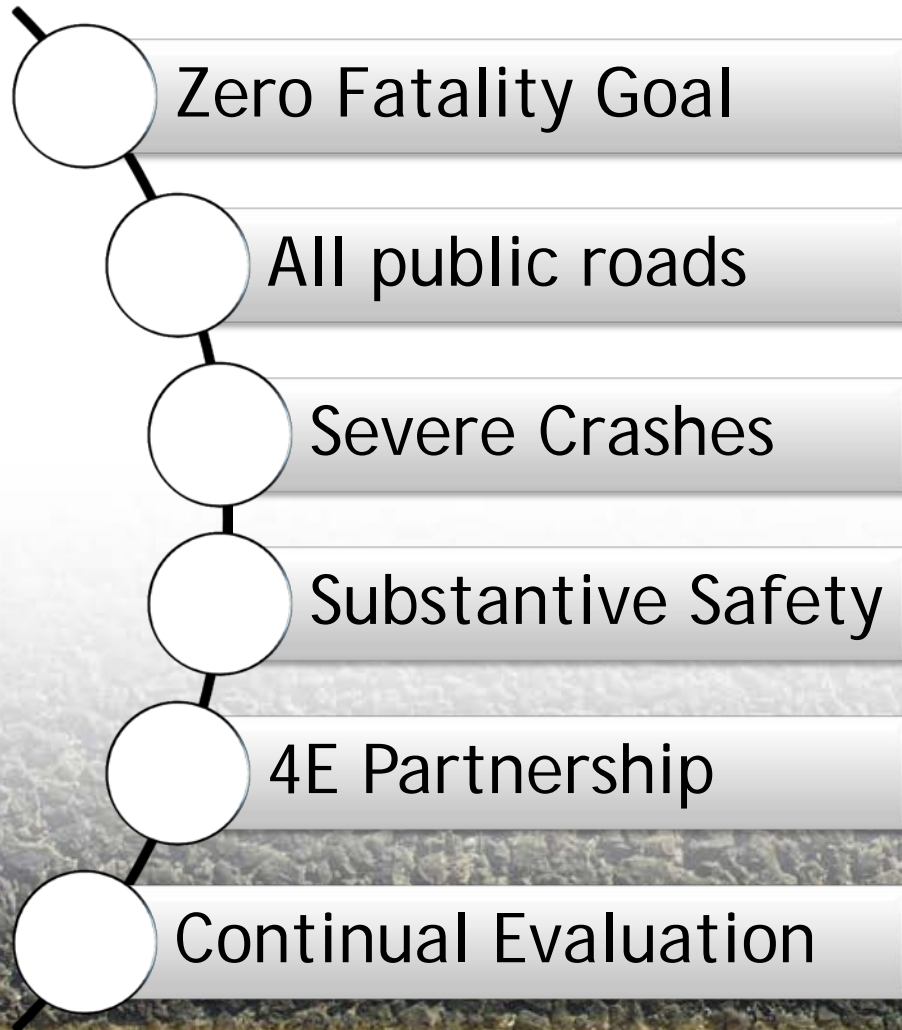 Zero Fatality Goal
All public roads
Severe Crashes
Substantive Safety
4E Partnership
Continual Evaluation